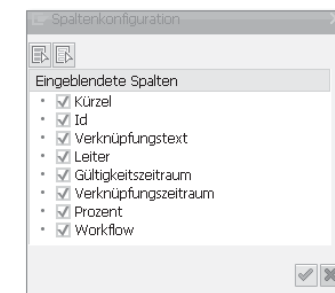 Spaltenkonfiguration
Eingeblendete Spalten
Kürzel
Id
Verknüpfungstext
Leiter
Gültigkeitszeitraum
Verknüpfungszeitraum
Prozent
Workflow